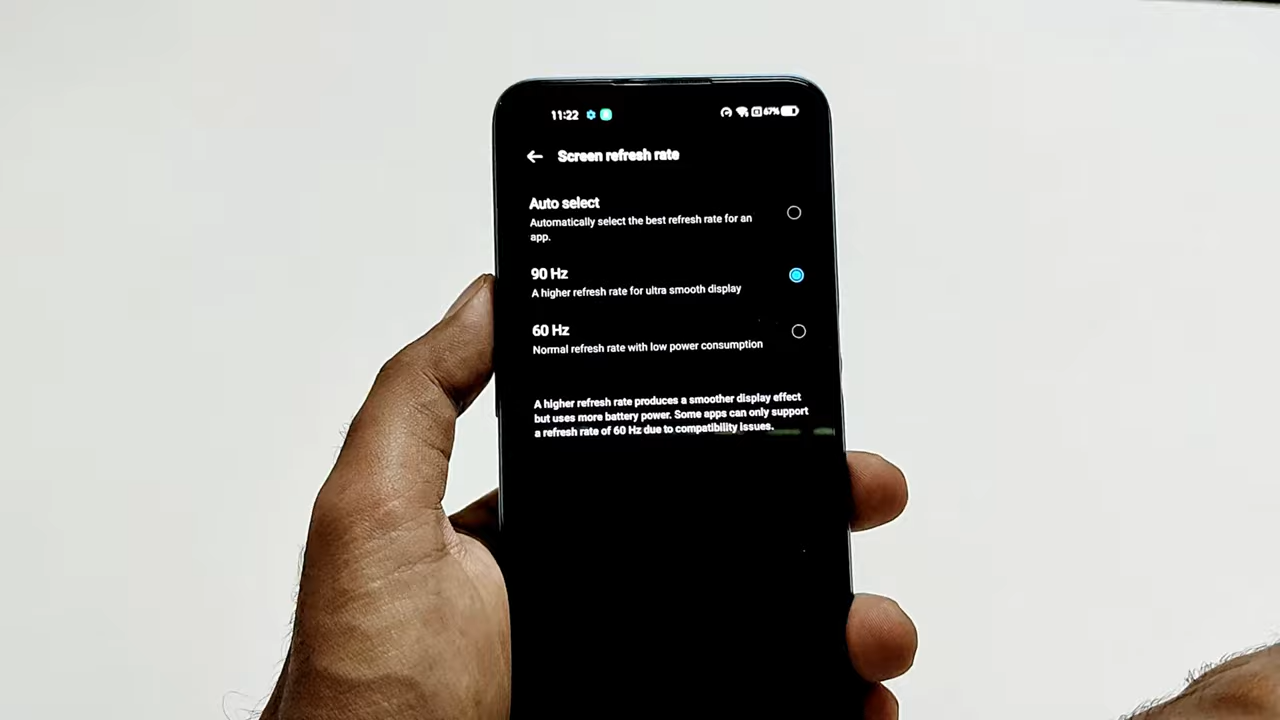 11:22
67%
Screen refresh rate
Auto select
Automatically select the best refresh rate for an
app.
90 Hz
A higher refresh rate for ultra smooth display
60 Hz
Normal refresh rate with low power consumption
A higher refresh rate produces a smoother display effect
but uses more battery power. Some apps can only support
a refresh rate of 60 Hz due to compatibility issues.